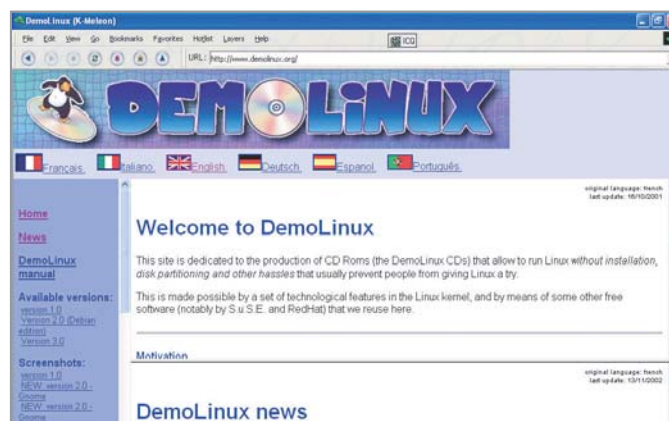 DemoLinux (K-Meleon)
File Edit View Go Bookmarks Favorites Hotlist Layers Help
ICQ
URL: http://www.demolinux.org/
DEMOLiNUX
Français Italiano English Deutsch Espanol Português
original language: french
last update: 16/10/2001
Home
News
DemoLinux
manual
Available versions:
version 1.0
Version 2.0 (Debian
edition)
Version 3.0
Screenshots:
version 1.0
NEW: version 2.0 -
Gnome
NEW: version 2.0 -
Gnome
Welcome to DemoLinux
This site is dedicated to the production of CD Roms (the DemoLinux CDs) that allow to run Linux without installation,
disk partitioning and other hassles that usually prevent people from giving Linux a try.
This is made possible by a set of technological features in the Linux kernel, and by means of some other free
software (notably by S.u.S.E. and RedHat) that we reuse here.
Motivation
original language: french
last update: 13/11/2002
DemoLinux news